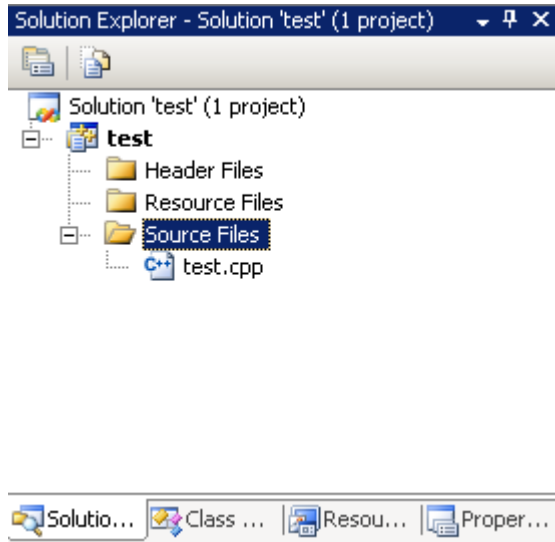 Solution Explorer - Solution 'test' (1 project)
Solution 'test' (1 project)
test
Header Files
Resource Files
Source Files
C++ test.cpp
Solutio... Class ... Resou... Proper...